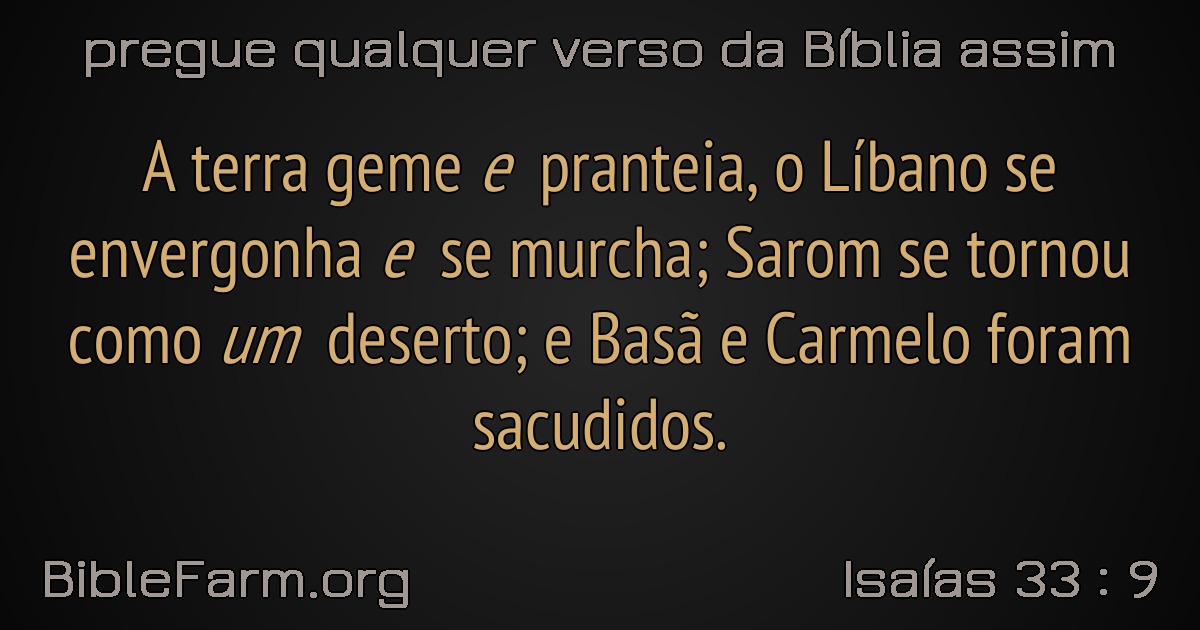 pregue qualquer verso da Bíblia assim
A terra geme e pranteia, o Líbano se
envergonha e se murcha; Sarom se tornou
como um deserto; e Basã e Carmelo foram
sacudidos.
BibleFarm.org
Isaías 33 : 9